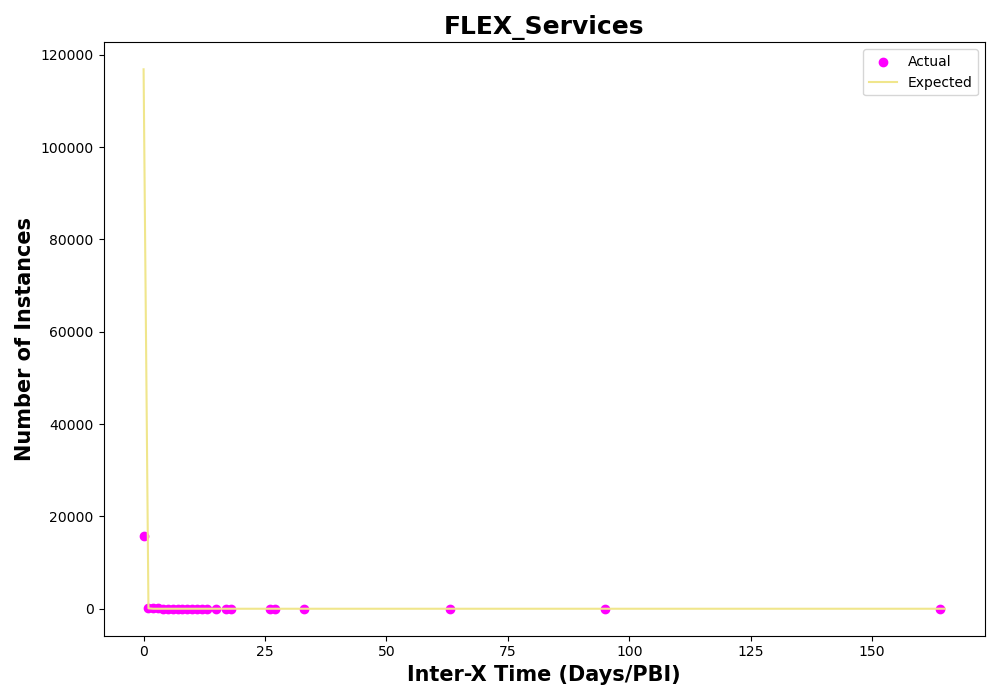 FLEX_Services
Actual
Expected
Number of Instances
120000
100000
80000
60000
40000
20000
0
0 25 50 75 100 125 150
Inter-X Time (Days/PBI)